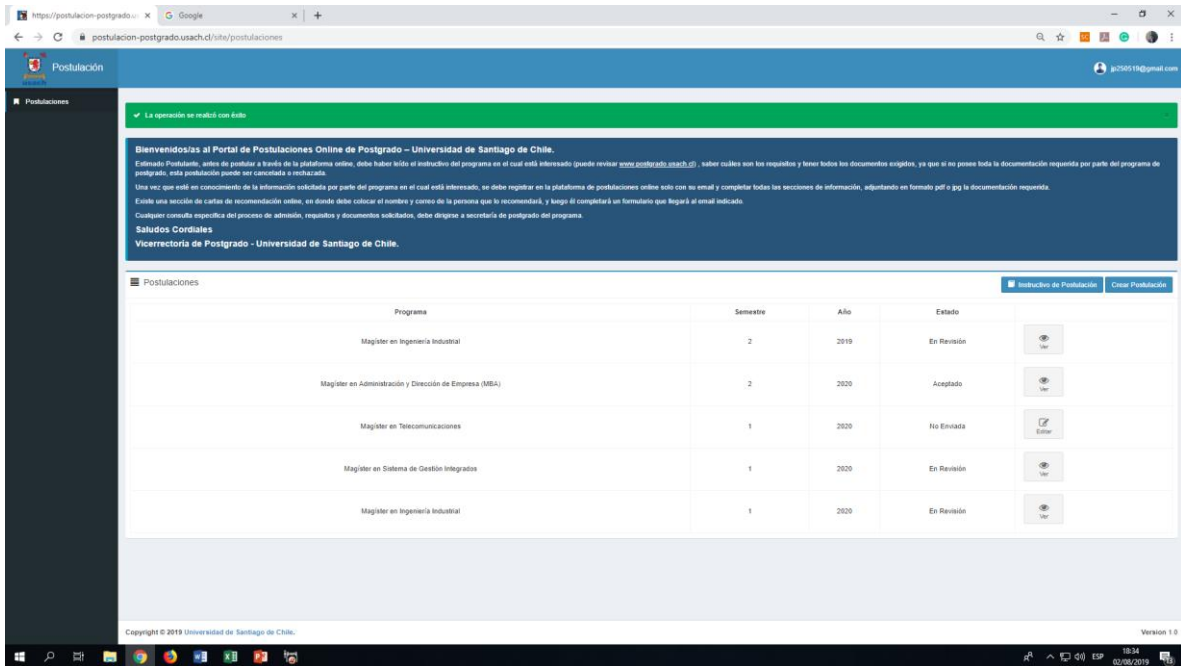 https://postulacion-postgrado.u
Google
postulacion-postgrado.usach.cl/site/postulaciones
Postulación
jp250519@gmail.com
Postulaciones
La operación se realizó con éxito
Bienvenidos/as al Portal de Postulaciones Online de Postgrado – Universidad de Santiago de Chile.
Estimado Postulante, antes de postular a través de la plataforma online, debe haber leído el instructivo del programa en el cual está interesado (puede revisar www.postgrado.usach.cl) , saber cuáles son los requisitos y tener todos los documentos exigidos, ya que si no posee toda la documentación requerida por parte del programa de
postgrado, esta postulación puede ser cancelada o rechazada.
Una vez que esté en conocimiento de la información solicitada por parte del programa en el cual está interesado, se debe registrar en la plataforma de postulaciones online solo con su email y completar todas las secciones de información, adjuntando en formato pdf o jpg la documentación requerida.
Existe una sección de cartas de recomendación online, en donde debe colocar el nombre y correo de la persona que lo recomendará, y luego él completará un formulario que llegará al email indicado.
Cualquier consulta específica del proceso de admisión, requisitos y documentos solicitados, debe dirigirse a secretaría de postgrado del programa.
Saludos Cordiales
Vicerrectoría de Postgrado - Universidad de Santiago de Chile.
Postulaciones
Instructivo de Postulación
Crear Postulación
Programa Semestre Año Estado
Magíster en Ingeniería Industrial 2 2019 En Revisión Ver
Magíster en Administración y Dirección de Empresa (MBA) 2 2020 Aceptado Ver
Magíster en Telecomunicaciones 1 2020 No Enviada Editar
Magíster en Sistema de Gestión Integrados 1 2020 En Revisión Ver
Magíster en Ingeniería Industrial 1 2020 En Revisión Ver
Copyright © 2019 Universidad de Santiago de Chile.
Version 1.0
ESP
18:34
02/08/2019